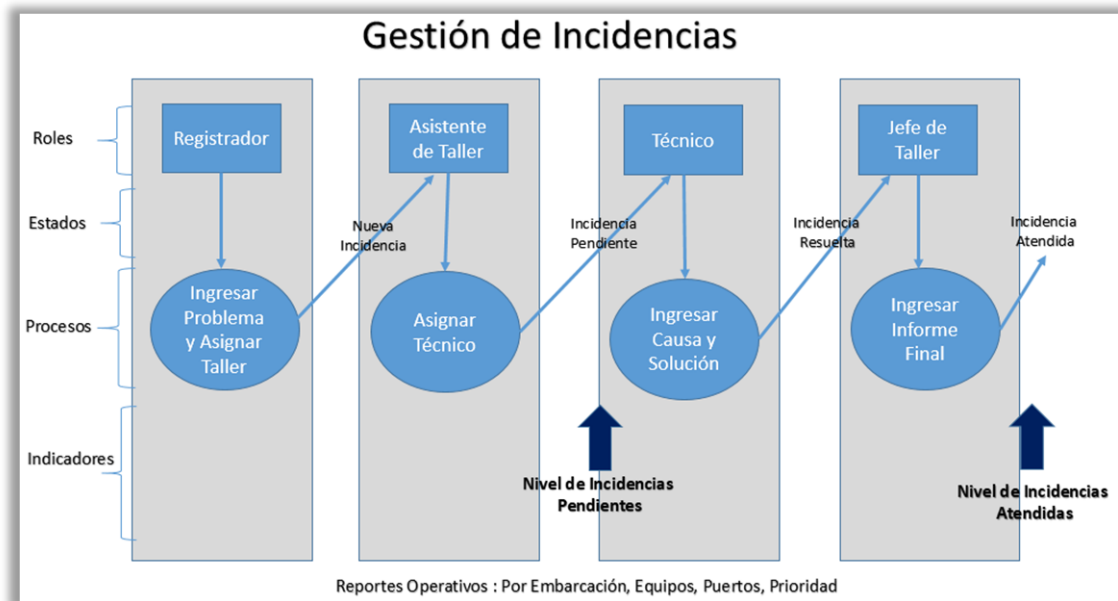 Gestión de Incidencias
Roles
Registrador
Asistente
de Taller
Técnico
Jefe de
Taller
Estados
Nueva
Incidencia
Incidencia
Pendiente
Incidencia
Resuelta
Incidencia
Atendida
Procesos
Ingresar
Problema
y Asignar
Taller
Asignar
Técnico
Ingresar
Causa y
Solución
Ingresar
Informe
Final
Indicadores
Nivel de Incidencias
Pendientes
Nivel de Incidencias
Atendidas
Reportes Operativos : Por Embarcación, Equipos, Puertos, Prioridad